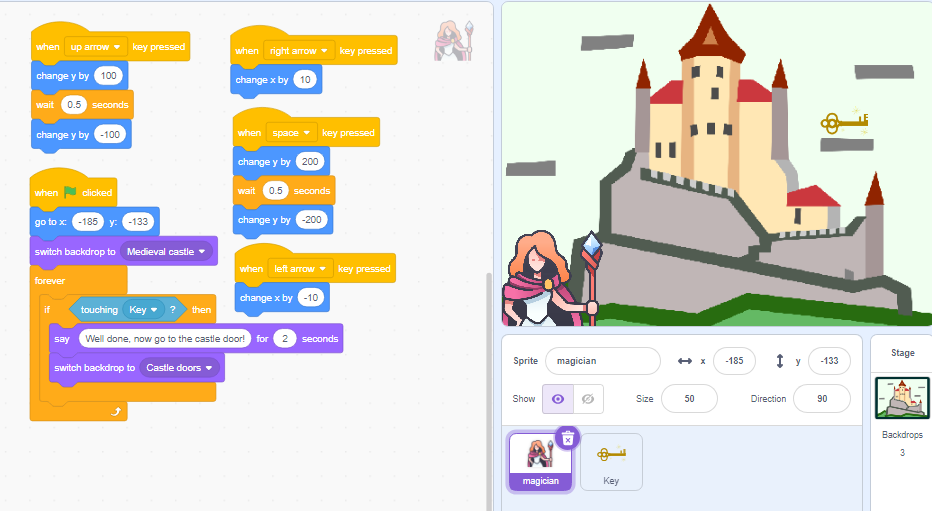 when up arrow key pressed
change y by 100
wait 0.5 seconds
change y by -100
when clicked
go to x: -185 y: -133
switch backdrop to Medieval castle
forever
if touching Key ? then
say Well done, now go to the castle door! for 2 seconds
switch backdrop to Castle doors
when right arrow key pressed
change x by 10
when space key pressed
change y by 200
wait 0.5 seconds
change y by -200
when left arrow key pressed
change x by -10
Sprite magician x -185 y -133
Show Size 50 Direction 90
magician
Key
Stage
Backdrops
3